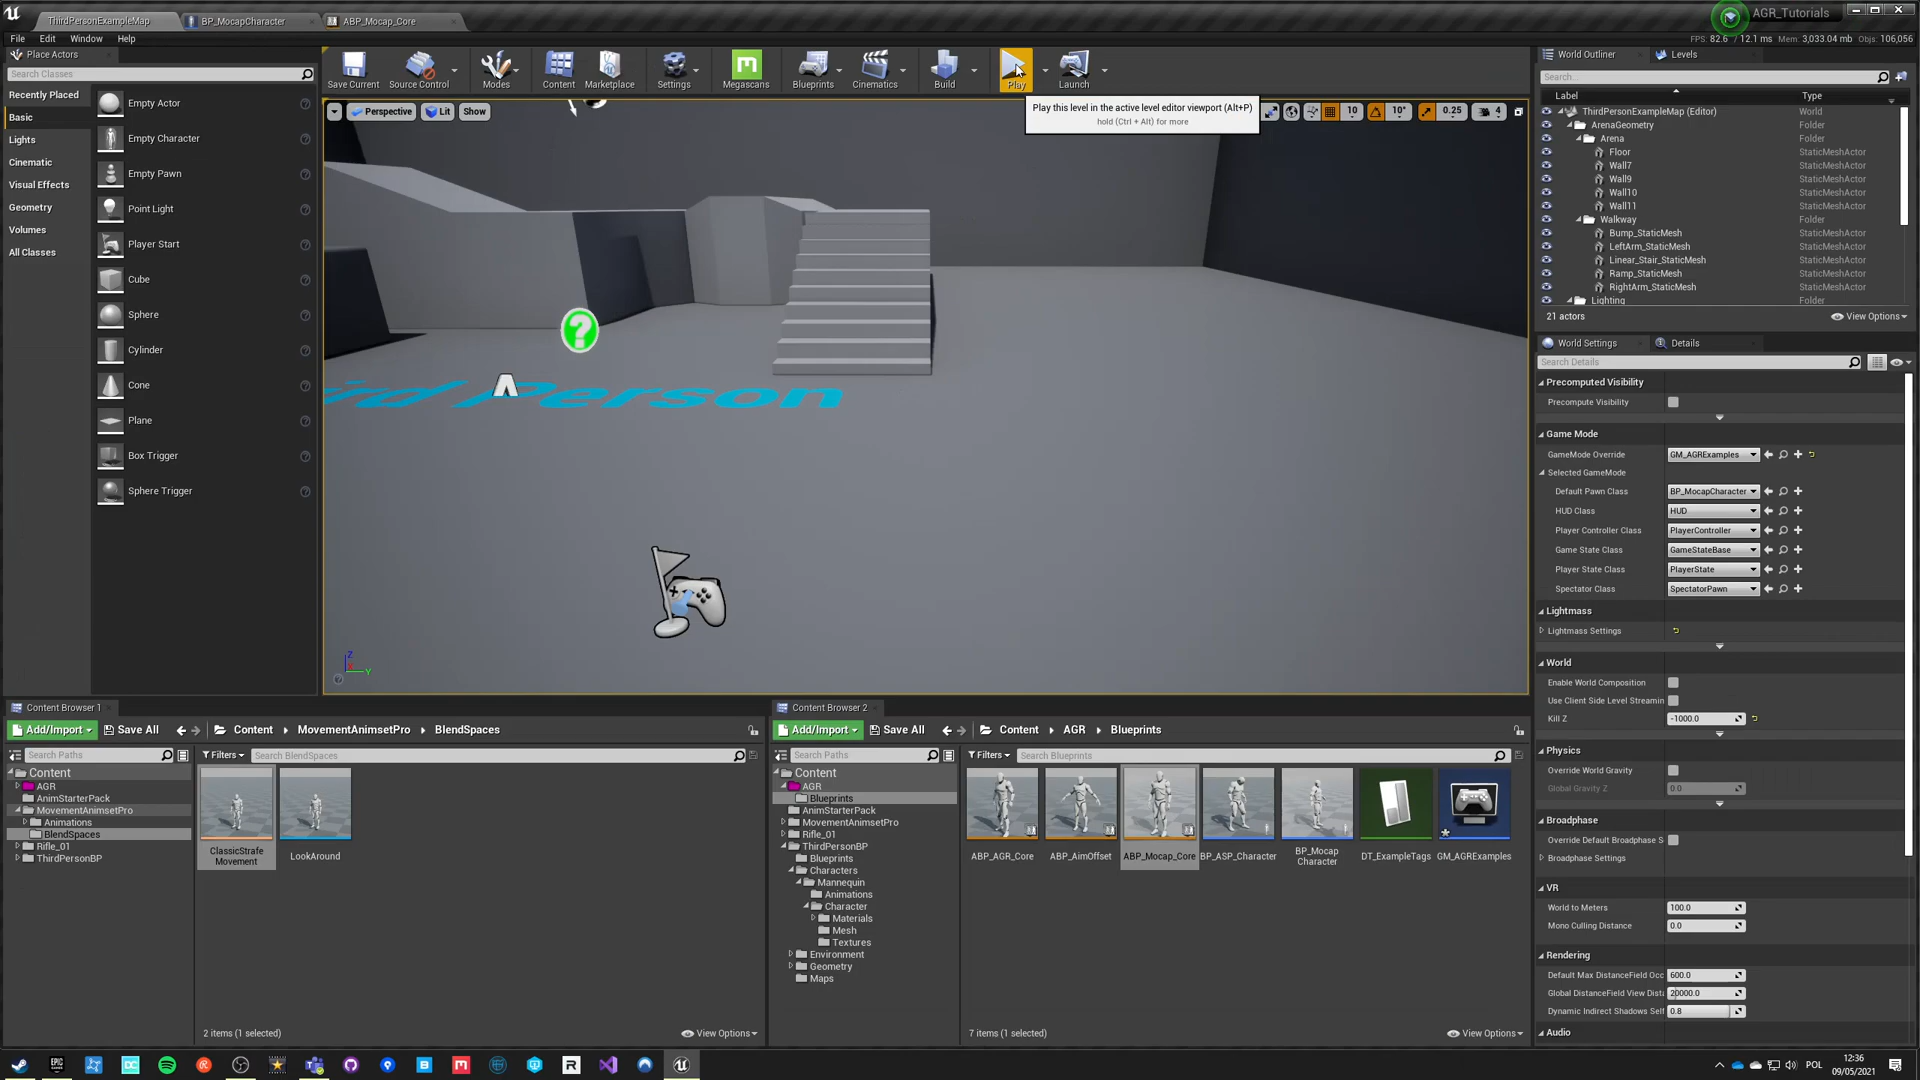 ThirdPersonExampleMap
BP_MocapCharacter
ABP_Mocap_Core
AGR_Tutorials
File Edit Window Help
FPS: 82.6 / 12.1 ms Mem: 3,033.04 mb Objs: 106,056
Place Actors
Search Classes
Recently Placed
Basic
Lights
Cinematic
Visual Effects
Geometry
Volumes
All Classes
Empty Actor
Empty Character
Empty Pawn
Point Light
Player Start
Cube
Sphere
Cylinder
Cone
Plane
Box Trigger
Sphere Trigger
Save Current
Source Control
Modes
Content
Marketplace
Settings
Megascans
Blueprints
Cinematics
Build
Play
Launch
Play this level in the active level editor viewport (Alt+P)
hold (Ctrl + Alt) for more
Perspective
Lit
Show
10
10°
0.25
4
ird Person
World Outliner
Levels
Search...
Label Type
ThirdPersonExampleMap (Editor) World
ArenaGeometry Folder
Arena Folder
Floor StaticMeshActor
Wall7 StaticMeshActor
Wall9 StaticMeshActor
Wall10 StaticMeshActor
Wall11 StaticMeshActor
Walkway Folder
Bump_StaticMesh StaticMeshActor
LeftArm_StaticMesh StaticMeshActor
Linear_Stair_StaticMesh StaticMeshActor
Ramp_StaticMesh StaticMeshActor
RightArm_StaticMesh StaticMeshActor
Lighting Folder
21 actors
View Options
World Settings
Details
Search Details
Precomputed Visibility
Precompute Visibility
Game Mode
GameMode Override GM_AGRExamples
Selected GameMode
Default Pawn Class BP_MocapCharacter
HUD Class HUD
Player Controller Class PlayerController
Game State Class GameStateBase
Player State Class PlayerState
Spectator Class SpectatorPawn
Lightmass
Lightmass Settings
World
Enable World Composition
Use Client Side Level Streamin
Kill Z -1000.0
Physics
Override World Gravity
Global Gravity Z 0.0
Broadphase
Override Default Broadphase S
Broadphase Settings
VR
World to Meters 100.0
Mono Culling Distance 0.0
Rendering
Default Max DistanceField Occ 600.0
Global DistanceField View Dista 20000.0
Dynamic Indirect Shadows Self 0.8
Audio
Content Browser 1
Add/Import Save All Content MovementAnimsetPro BlendSpaces
Search Paths
Filters
Search BlendSpaces
Content
AGR
AnimStarterPack
MovementAnimsetPro
Animations
BlendSpaces
Rifle_01
ThirdPersonBP
ClassicStrafe
Movement
LookAround
2 items (1 selected)
View Options
Content Browser 2
Add/Import Save All Content AGR Blueprints
Search Paths
Filters
Search Blueprints
Content
AGR
Blueprints
AnimStarterPack
MovementAnimsetPro
Rifle_01
ThirdPersonBP
Blueprints
Characters
Mannequin
Animations
Character
Materials
Mesh
Textures
Environment
Geometry
Maps
ABP_AGR_Core
ABP_AimOffset
ABP_Mocap_Core
BP_ASP_Character
BP_Mocap
Character
DT_ExampleTags
GM_AGRExamples
7 items (1 selected)
View Options
POL
12:36
09/05/2021